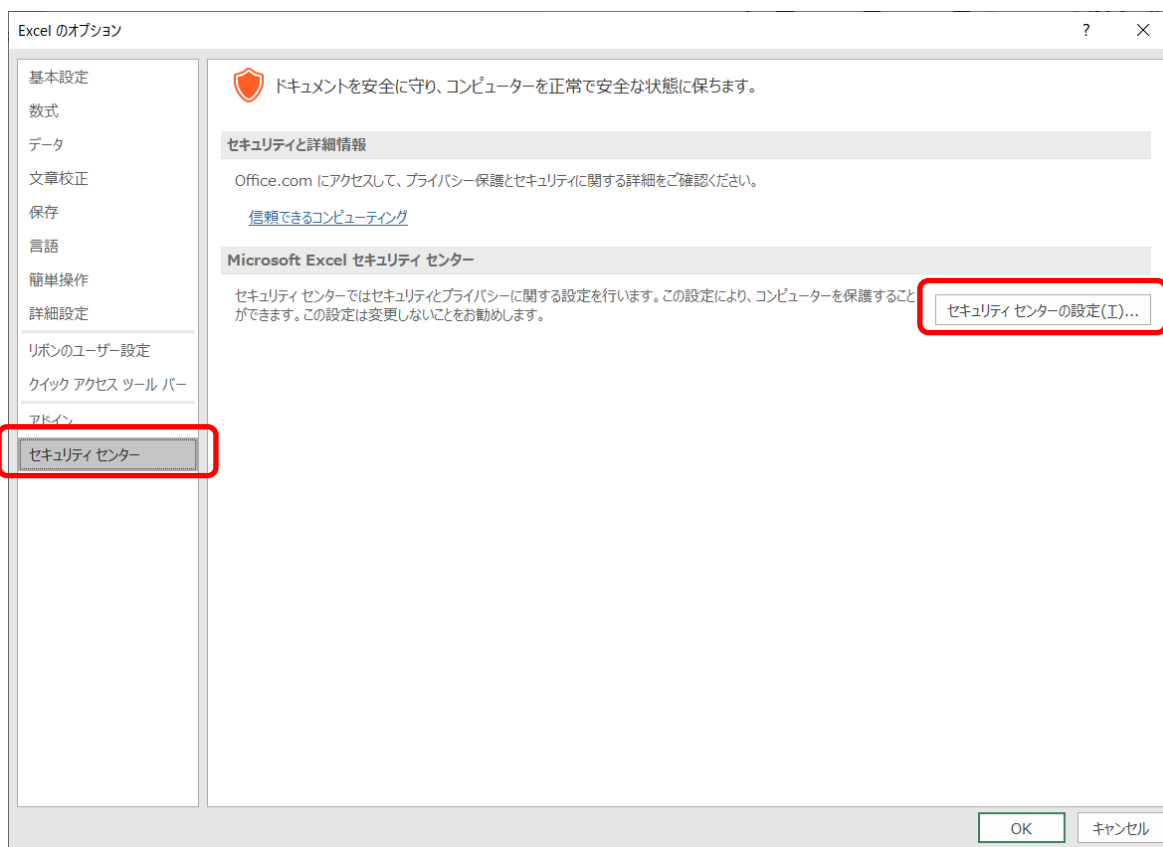 Excel のオプション
?
基本設定
数式
データ
文章校正
保存
言語
簡単操作
詳細設定
リボンのユーザー設定
クイック アクセス ツール バー
アドイン
セキュリティ センター
ドキュメントを安全に守り、コンピューターを正常で安全な状態に保ちます。
セキュリティと詳細情報
Office.com にアクセスして、プライバシー保護とセキュリティに関する詳細をご確認ください。
信頼できるコンピューティング
Microsoft Excel セキュリティ センター
セキュリティ センターではセキュリティとプライバシーに関する設定を行います。この設定により、コンピューターを保護すること
ができます。この設定は変更しないことをお勧めします。
セキュリティ センターの設定(T)...
OK
キャンセル